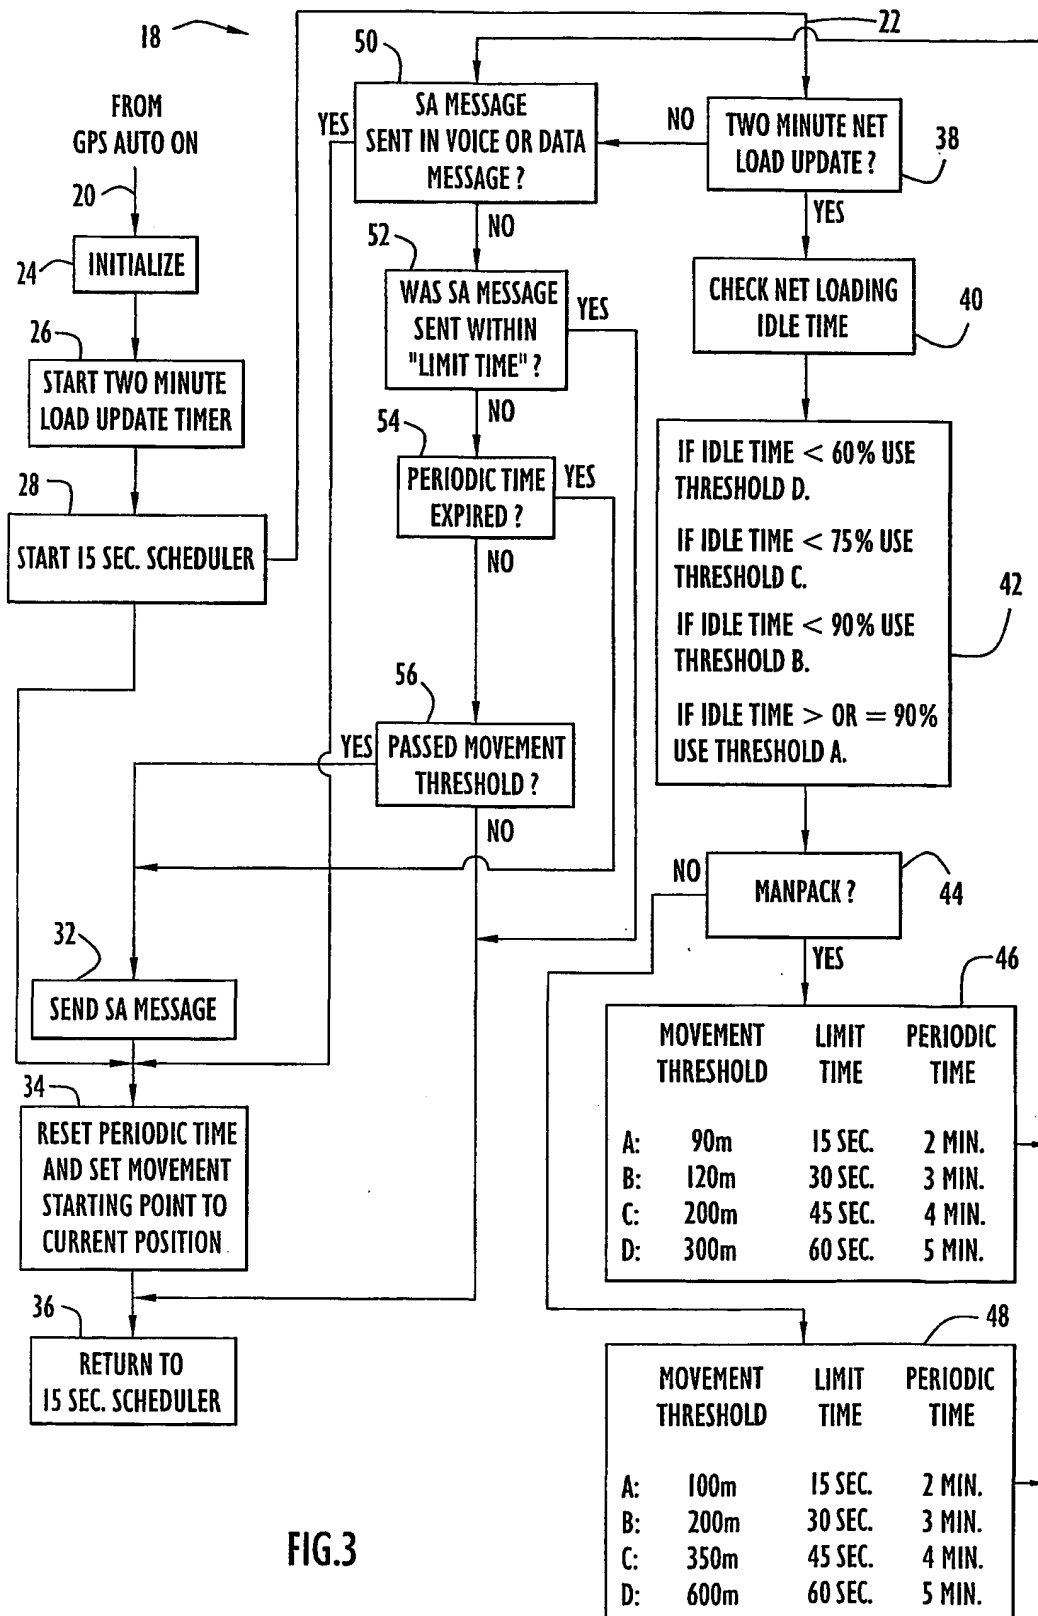 18
FROM
GPS AUTO ON
20
24
INITIALIZE
26
START TWO MINUTE
LOAD UPDATE TIMER
28
START 15 SEC. SCHEDULER
32
SEND SA MESSAGE
34
RESET PERIODIC TIME
AND SET MOVEMENT
STARTING POINT TO
CURRENT POSITION
36
RETURN TO
15 SEC. SCHEDULER
50
SA MESSAGE
SENT IN VOICE OR DATA
MESSAGE ?
YES
NO
52
WAS SA MESSAGE
SENT WITHIN
"LIMIT TIME" ?
YES
NO
54
PERIODIC TIME
EXPIRED ?
YES
NO
56
PASSED MOVEMENT
THRESHOLD ?
YES
NO
22
TWO MINUTE NET
LOAD UPDATE ?
38
NO
YES
CHECK NET LOADING
IDLE TIME
40
IF IDLE TIME < 60% USE
THRESHOLD D.
IF IDLE TIME < 75% USE
THRESHOLD C.
IF IDLE TIME < 90% USE
THRESHOLD B.
IF IDLE TIME > OR = 90%
USE THRESHOLD A.
42
MANPACK ?
44
NO
YES
46
MOVEMENT LIMIT PERIODIC
THRESHOLD TIME TIME
A: 90m 15 SEC. 2 MIN.
B: 120m 30 SEC. 3 MIN.
C: 200m 45 SEC. 4 MIN.
D: 300m 60 SEC. 5 MIN.
48
MOVEMENT LIMIT PERIODIC
THRESHOLD TIME TIME
A: 100m 15 SEC. 2 MIN.
B: 200m 30 SEC. 3 MIN.
C: 350m 45 SEC. 4 MIN.
D: 600m 60 SEC. 5 MIN.
FIG.3